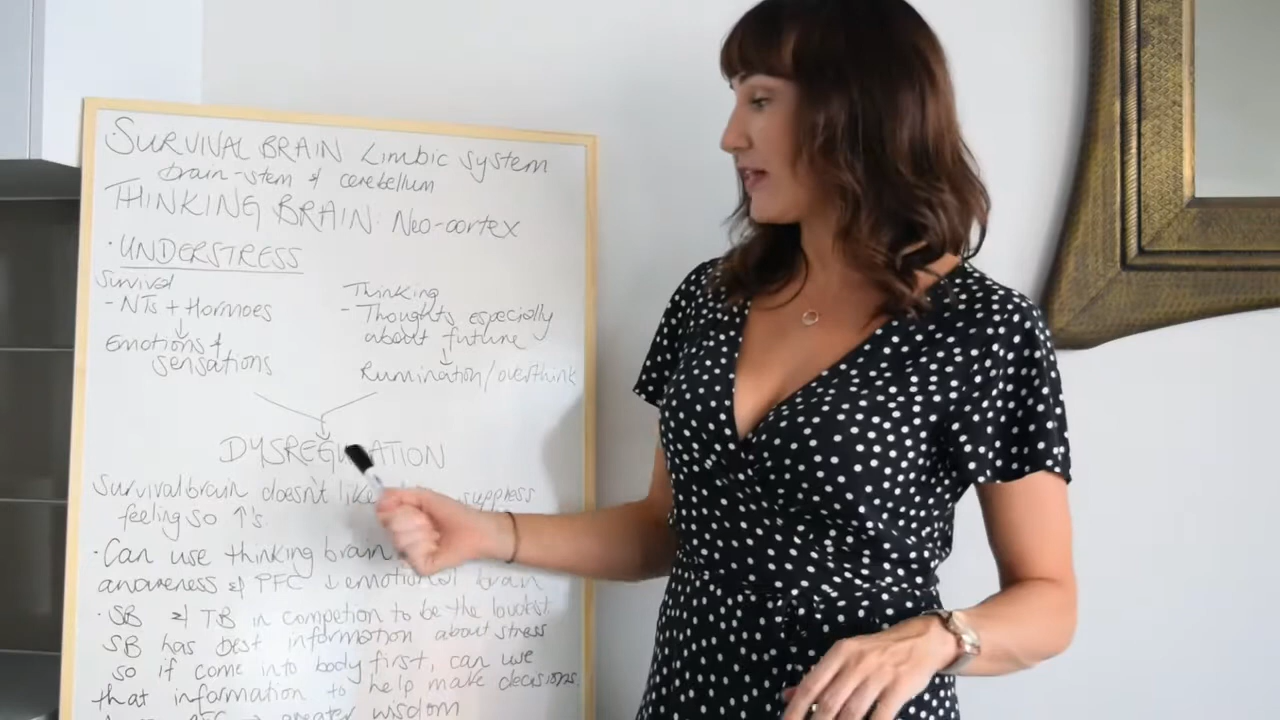 SURVIVAL BRAIN Limbic system
brain-stem & cerebellum
THINKING BRAIN: Neo-cortex
· UNDERSTRESS
Survival
- NTs + Hormoes
↓
Emotions &
sensations
Thinking
- Thoughts especially
about future
↓
Rumination/overthink
DYSREGULATION
Survival brain doesn't like suppress
feeling so ↑'s
· Can use thinking brain
awareness & PFC ↓ emotional brain
· SB & TB in competion to be the loudest
SB has best information about stress
so if come into body first, can use
that information to help make decisions.
greater wisdom